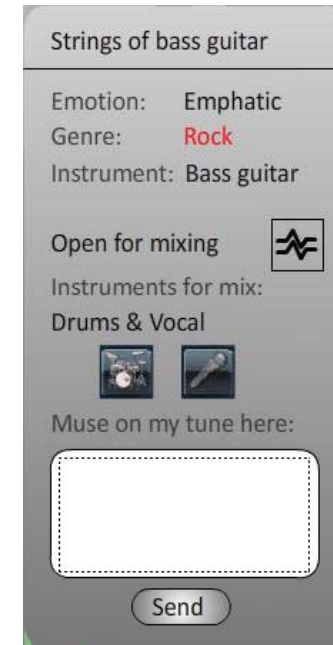 Strings of bass guitar
Emotion: Emphatic
Genre: Rock
Instrument: Bass guitar
Open for mixing
Instruments for mix:
Drums & Vocal
Muse on my tune here:
Send